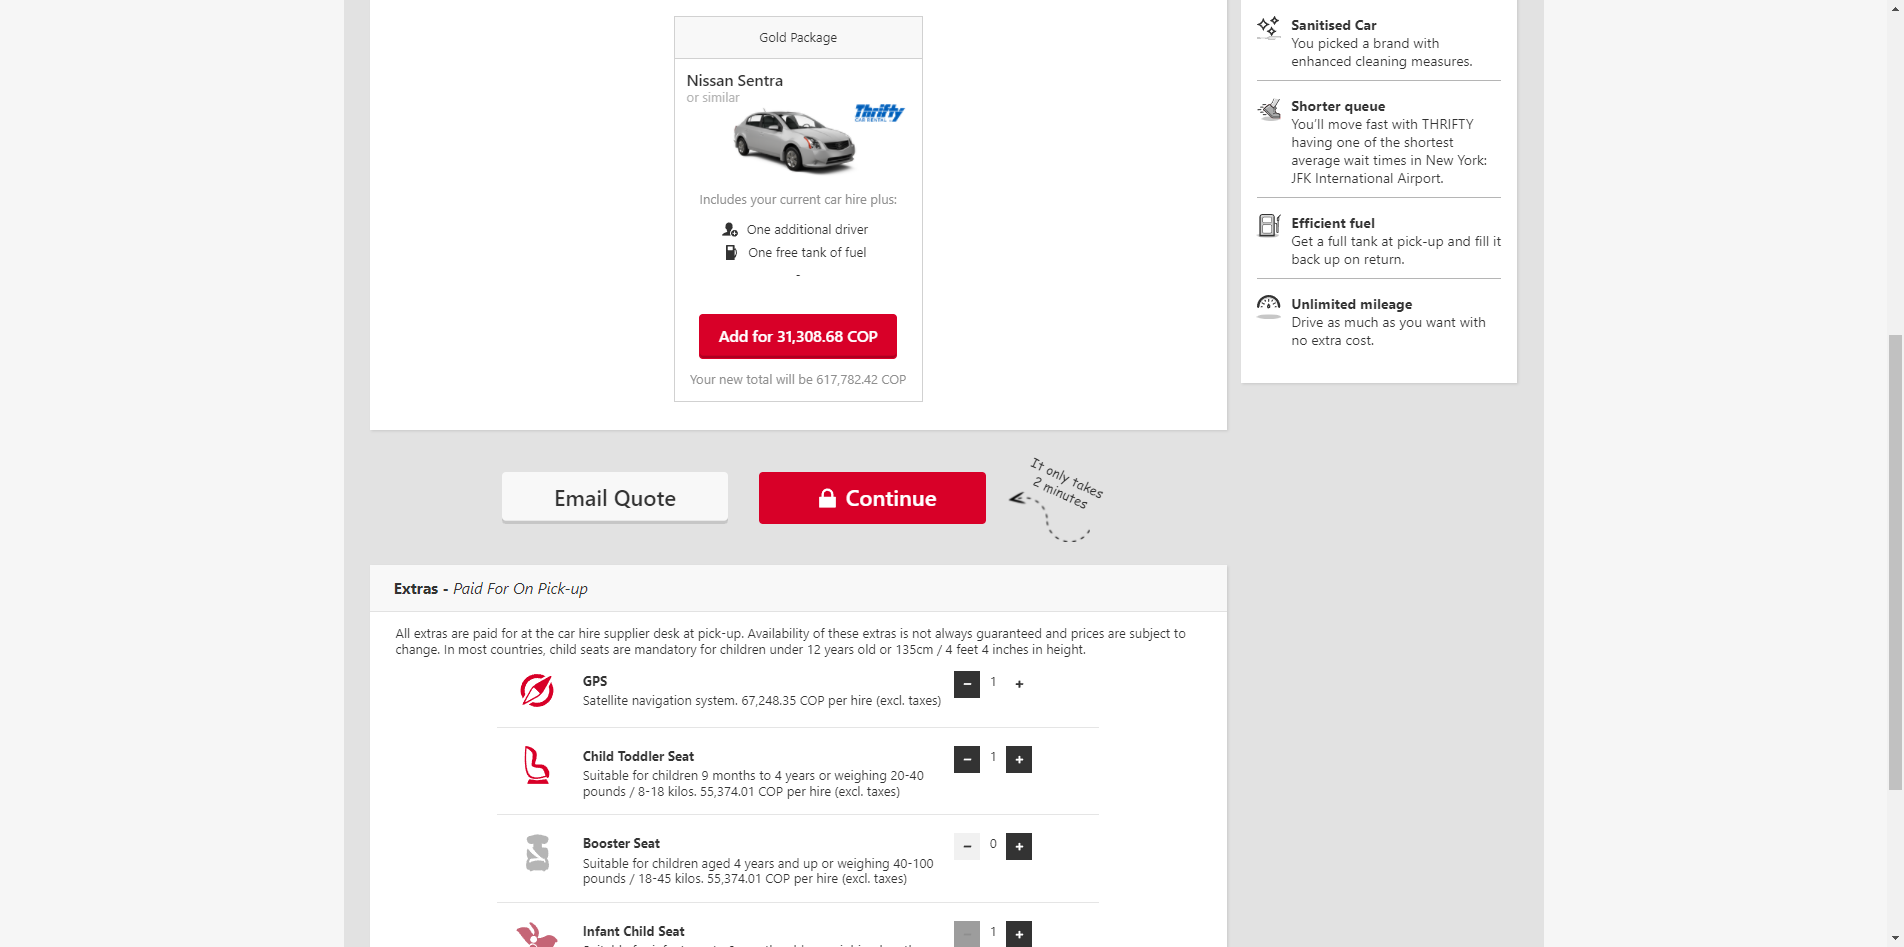 Gold Package
Nissan Sentra
or similar
Thrifty
CAR RENTAL
Includes your current car hire plus:
One additional driver
One free tank of fuel
-
Add for 31,308.68 COP
Your new total will be 617,782.42 COP
Sanitised Car
You picked a brand with
enhanced cleaning measures.
Shorter queue
You'll move fast with THRIFTY
having one of the shortest
average wait times in New York:
JFK International Airport.
Efficient fuel
Get a full tank at pick-up and fill it
back up on return.
Unlimited mileage
Drive as much as you want with
no extra cost.
Email Quote
Continue
It only takes
2 minutes
Extras - Paid For On Pick-up
All extras are paid for at the car hire supplier desk at pick-up. Availability of these extras is not always guaranteed and prices are subject to
change. In most countries, child seats are mandatory for children under 12 years old or 135cm / 4 feet 4 inches in height.
GPS
Satellite navigation system. 67,248.35 COP per hire (excl. taxes)
- 1 +
Child Toddler Seat
Suitable for children 9 months to 4 years or weighing 20-40
pounds / 8-18 kilos. 55,374.01 COP per hire (excl. taxes)
- 1 +
Booster Seat
Suitable for children aged 4 years and up or weighing 40-100
pounds / 18-45 kilos. 55,374.01 COP per hire (excl. taxes)
- 0 +
Infant Child Seat
- 1 +